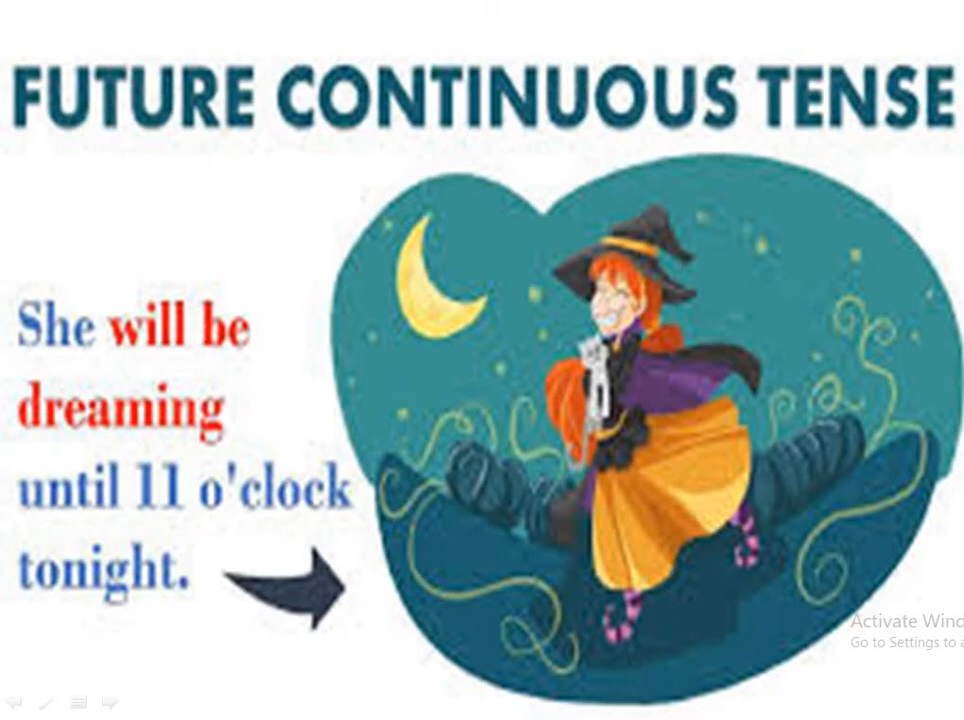 FUTURE CONTINUOUS TENSE
She will be
dreaming
until 11 o'clock
tonight.
Activate Wind
Go to Settings to a